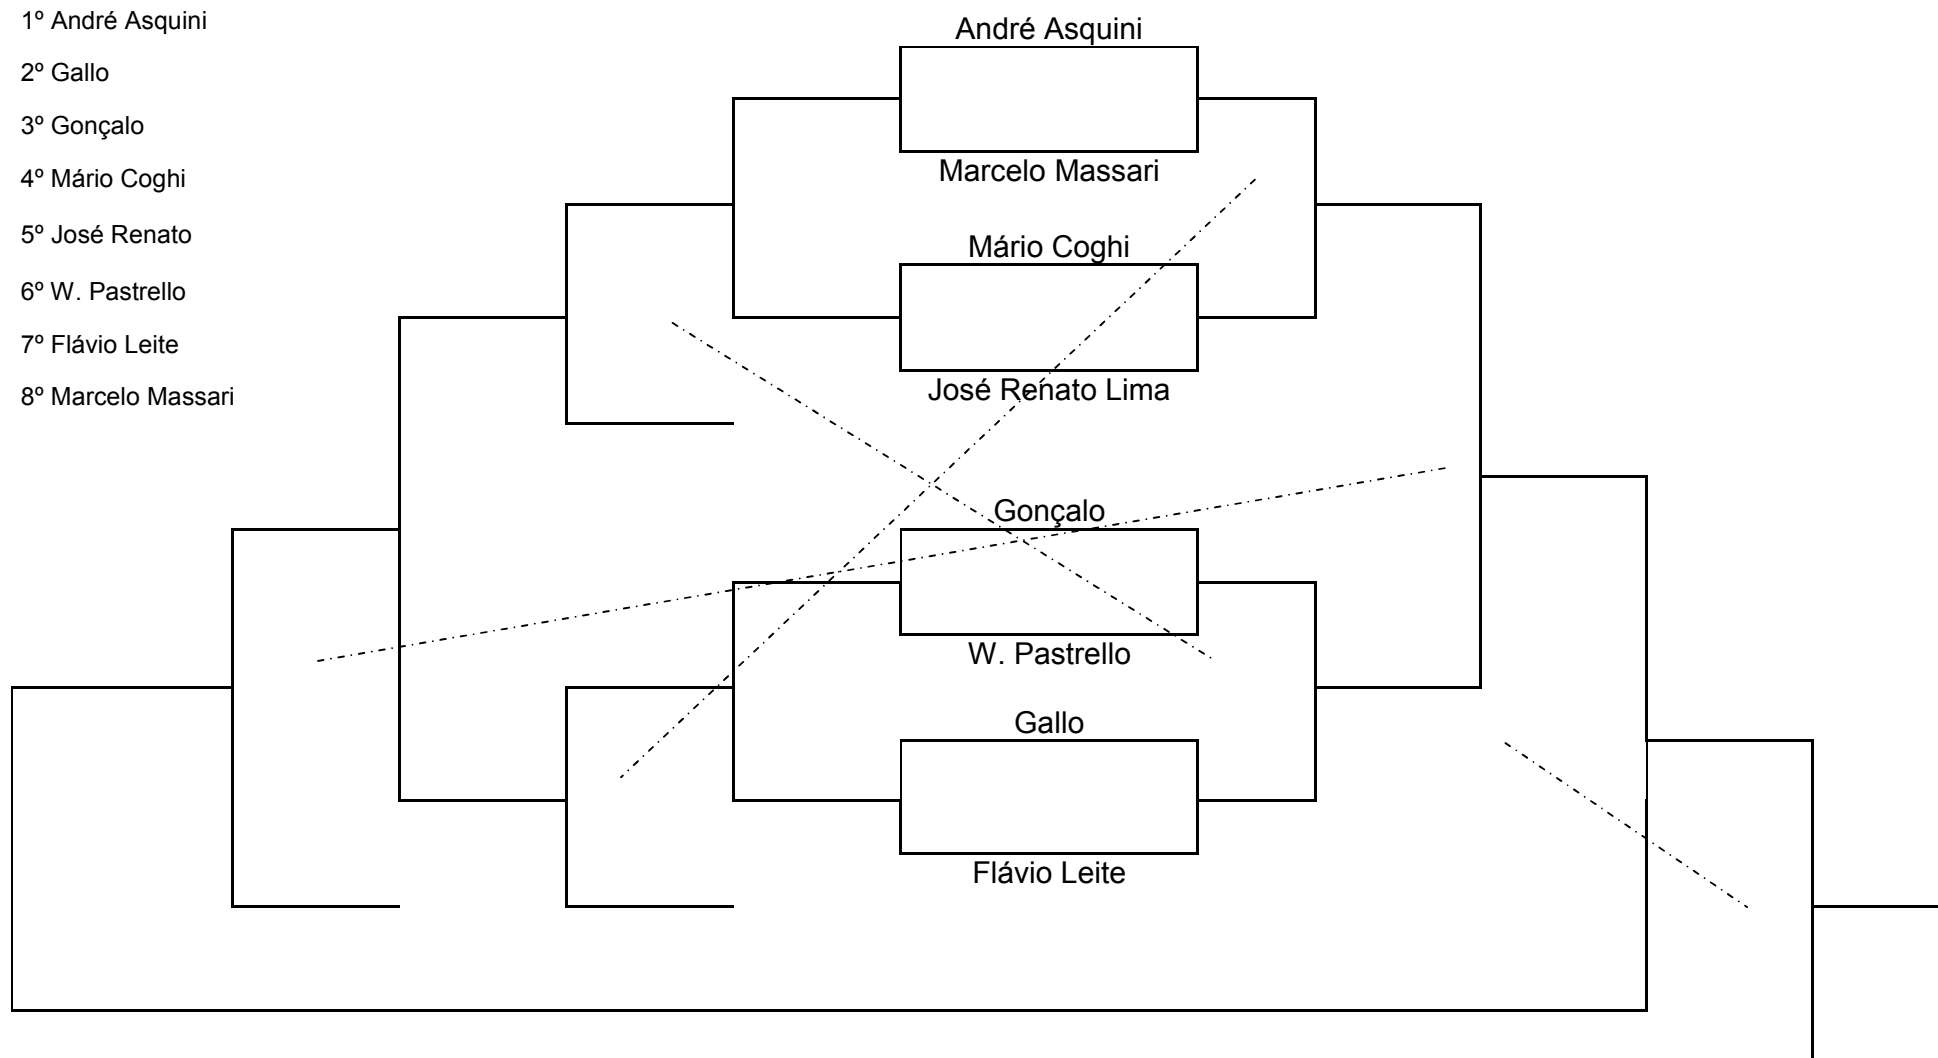 1º André Asquini
2º Gallo
3º Gonçalo
4º Mário Coghi
5º José Renato
6º W. Pastrello
7º Flávio Leite
8º Marcelo Massari
André Asquini
Marcelo Massari
Mário Coghi
José Renato Lima
Gonçalo
W. Pastrello
Gallo
Flávio Leite